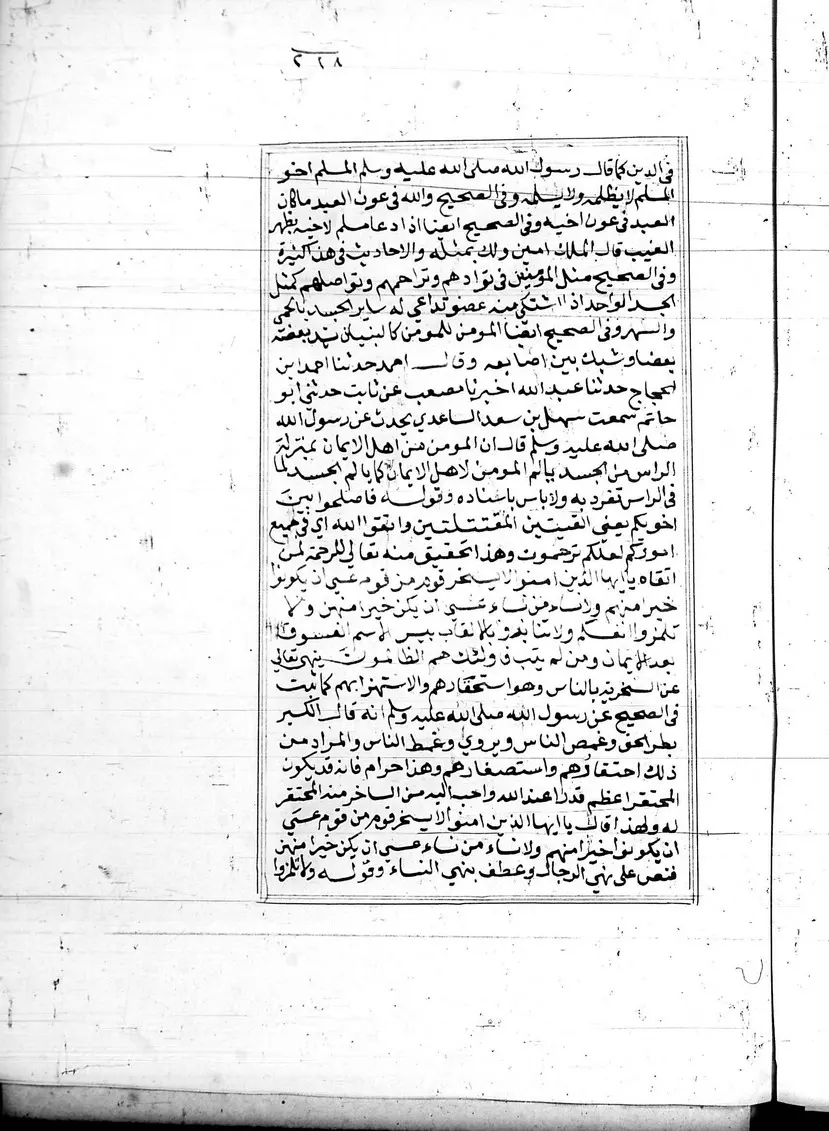 ٢٢٨
في الدين كما قال رسول الله صلى الله عليه وسلم المسلم اخو
المسلم لا يظلمه ولا يسلمه وفي الصحيح والله في عون العبد ما كان
العبد في عون اخيه وفي الصحيح ايضا اذا دعا مسلم لاخيه بظهر
الغيب قال الملك امين ولك بمثله والاحاديث في هذا كثيرة
وفي الصحيح مثل المومنين في توادهم وتراحمهم وتواصلهم كمثل
الجسد الواحد اذا اشتكى منه عضو تداعي له ساير الجسد بالحمى
والسهر وفي الصحيح ايضا المومن للمومن كالبنيان يشد بعضه
بعضا وشبك بين اصابعه وقال احمد حدثنا احمد ابن
الحجاج حدثنا عبد الله اخبرنا مصعب عن ثابت حدثني ابو
حاتم سمعت سهل بن سعد الساعدي يحدث عن رسول الله
صلى الله عليه وسلم قال ان المومن من اهل الايمان بمنزلة
الراس من الجسد يالم المومن لاهل الايمان كما يالم الجسد لما
في الراس تفرد به ولا باس باسناده وقوله فاصلحوا بين
اخويكم يعني الفيتين المقتتلتين واتقوا الله اي في جميع
اموركم لعلكم ترحمون وهذا تحقيق منه تعالي للرحمة لمن
اتقاه يا ايها الذين امنوا لا يسخر قوم من قوم عسي ان يكونوا
خيرا منهم ولا نساء من نساء عسي ان يكن خيرا منهن ولا
تلمزوا انفسكم ولا تنابزوا بالالقاب بيس الاسم الفسوق
بعد الايمان ومن لم يتب فاولئك هم الظالمون ينهى تعالي
عن السخرية بالناس وهو استحقارهم والاستهزا بهم كما ثبت
في الصحيح عن رسول الله صلى الله عليه وسلم انه قال الكبر
بطر الحق وغمص الناس ويروي وغمط الناس والمراد من
ذلك احتقارهم واستصغارهم وهذا حرام فانه قد يكون
المحتقر اعظم قدرا عند الله واحب اليه من الساخر منه المحتقر
له ولهذا قال يا ايها الذين امنوا لا يسخر قوم من قوم عسي
ان يكونوا خيرا منهم ولا نساء من نساء عسي ان يكن خيرا منهن
فنص على نهي الرجال وعطف بنهي النساء وقوله ولا تلمزوا